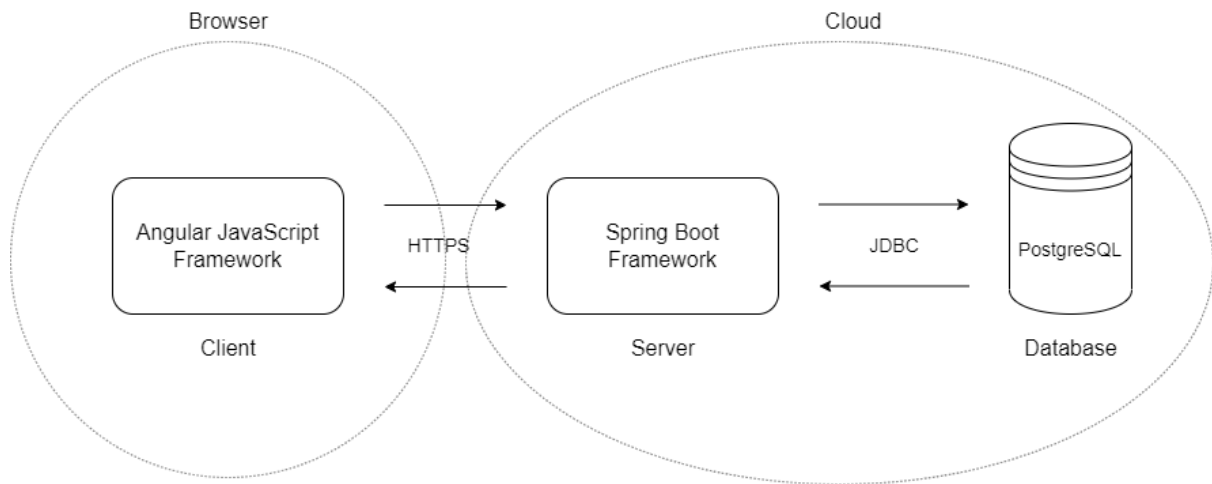 Browser
Cloud
Angular JavaScript
Framework
HTTPS
Spring Boot
Framework
JDBC
PostgreSQL
Client
Server
Database